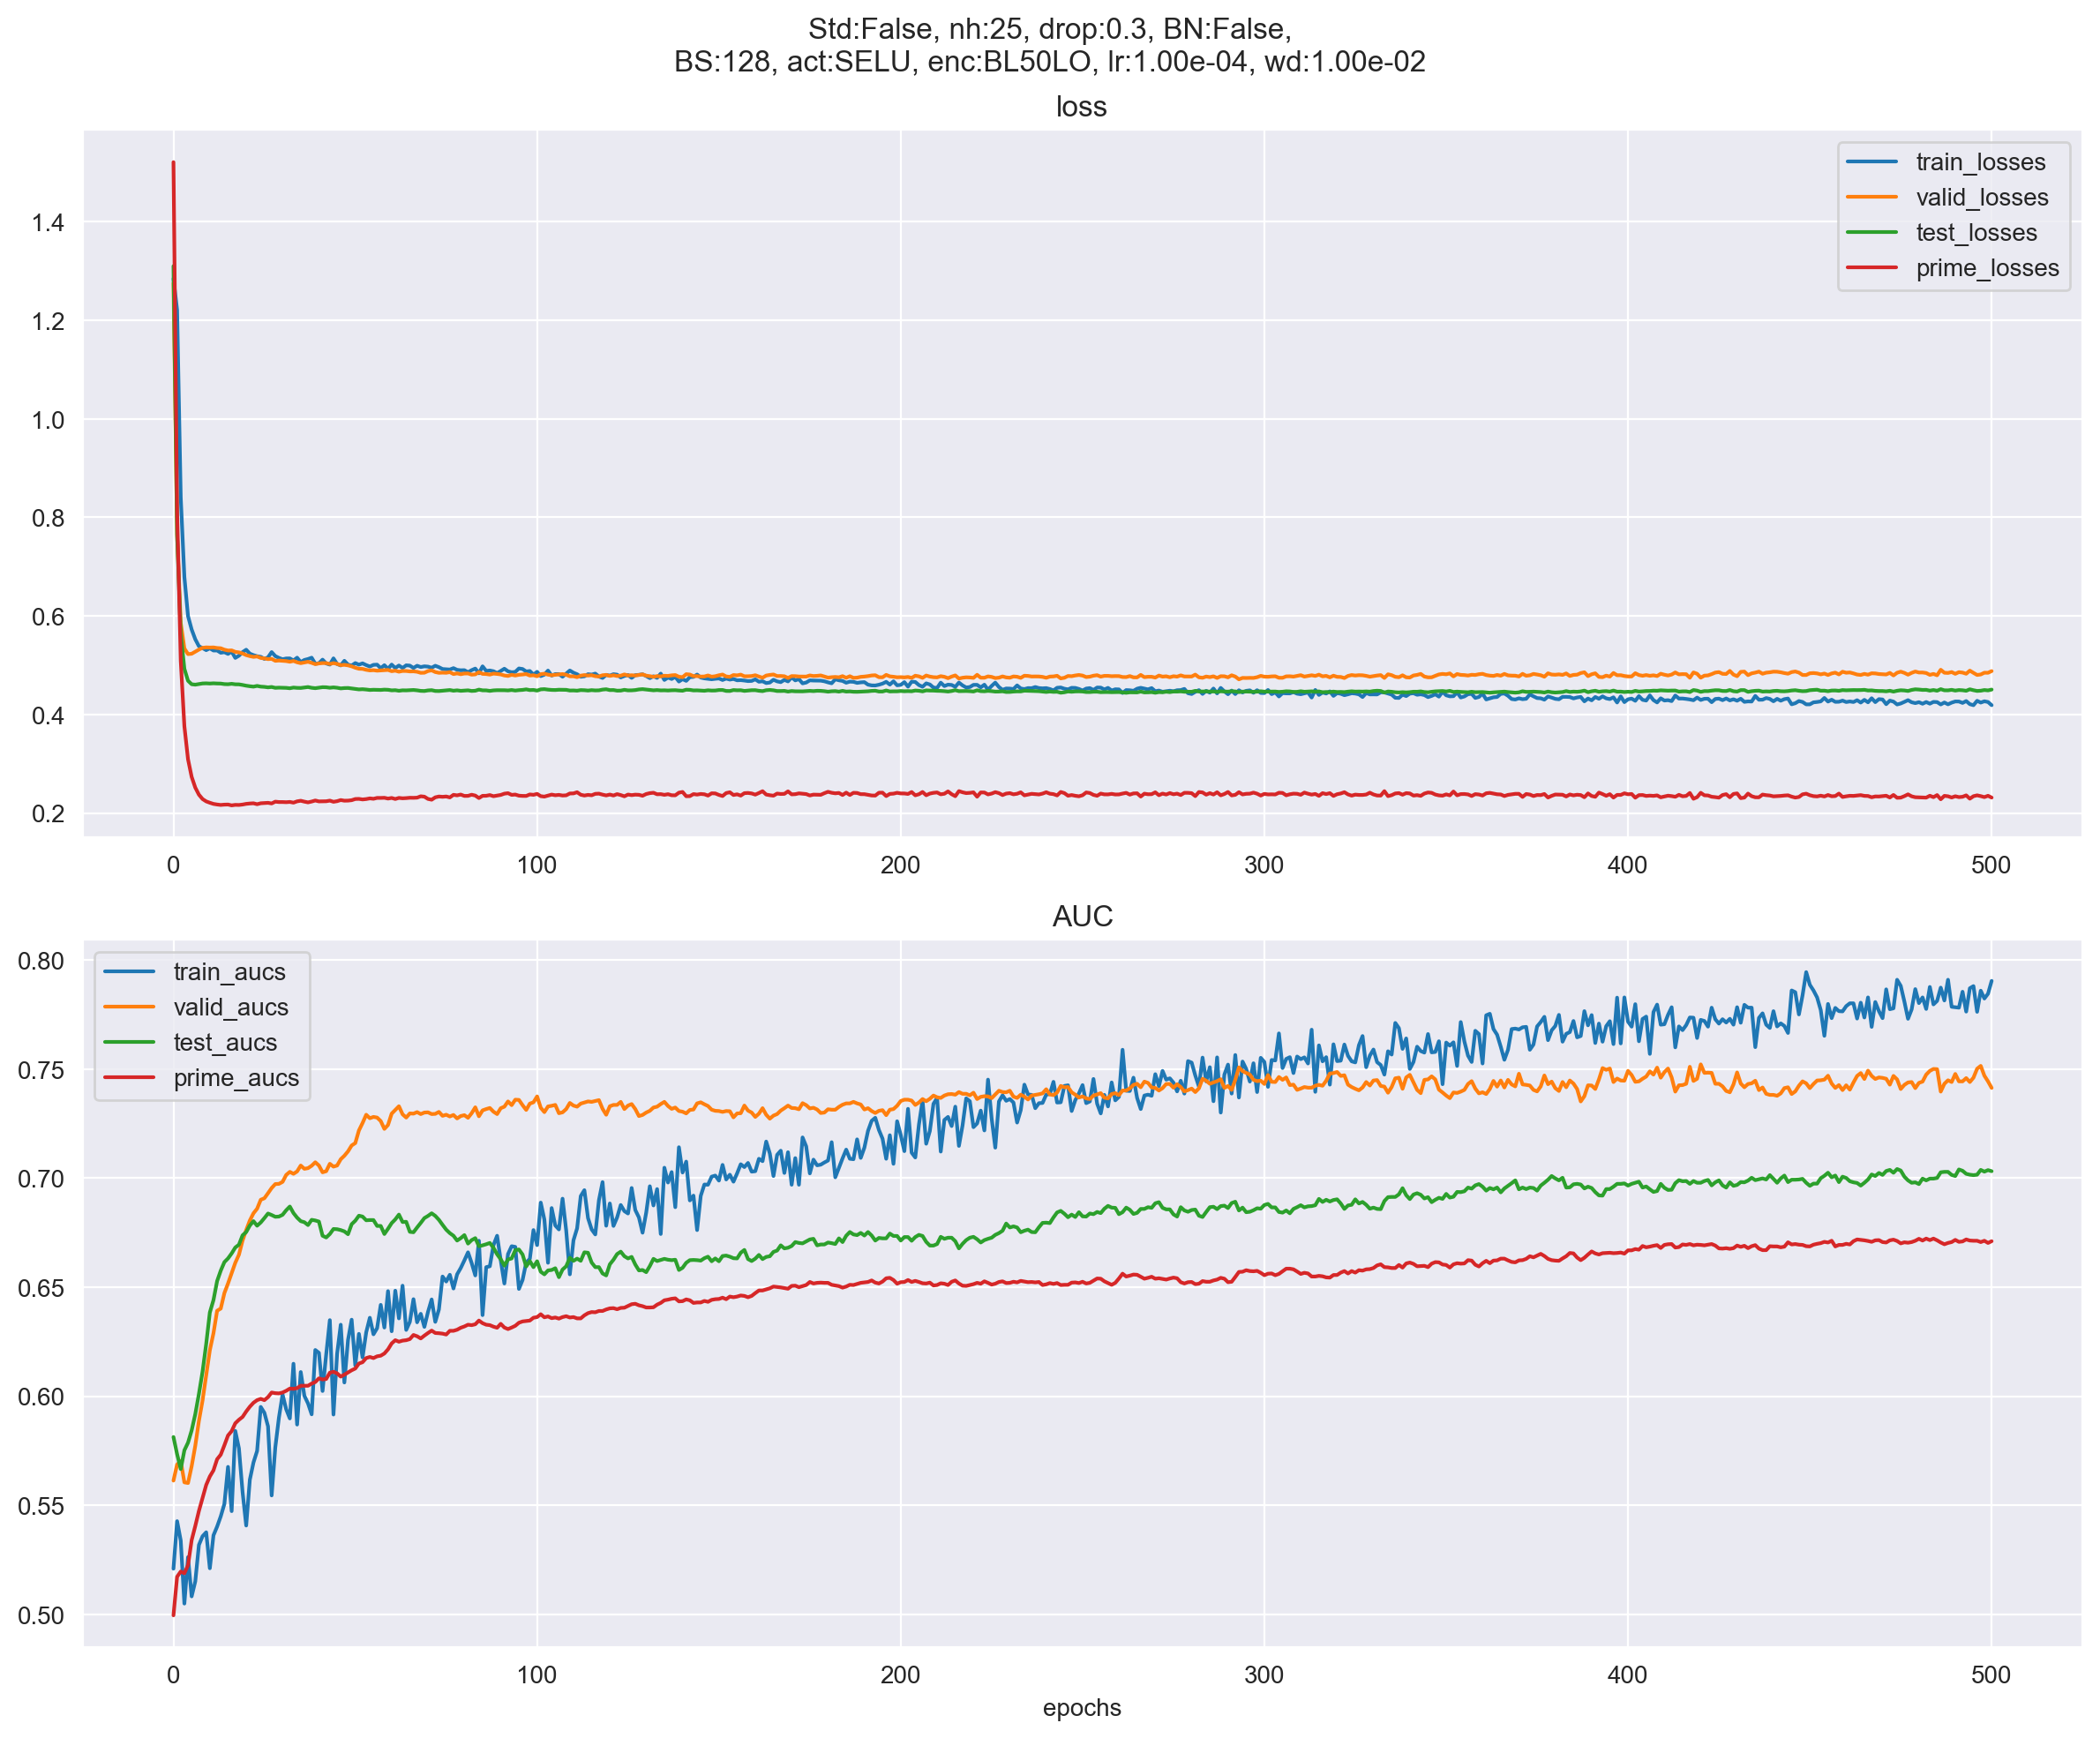 Std:False, nh:25, drop:0.3, BN:False,
BS:128, act:SELU, enc:BL50LO, lr:1.00e-04, wd:1.00e-02
loss
train_losses
valid_losses
test_losses
prime_losses
1.4
1.2
1.0
0.8
0.6
0.4
0.2
0 100 200 300 400 500
AUC
train_aucs
valid_aucs
test_aucs
prime_aucs
0.80
0.75
0.70
0.65
0.60
0.55
0.50
0 100 200 300 400 500
epochs